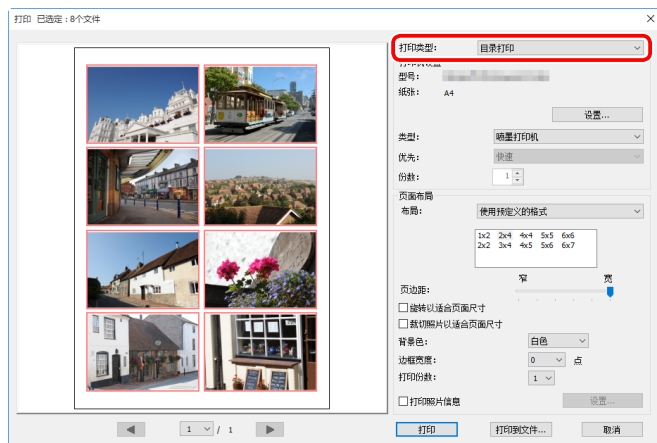 打印 已选定:8个文件
打印类型: 目录打印
型号:
纸张: A4
设置...
类型: 喷墨打印机
优先: 快速
份数: 1
页面布局
布局: 使用预定义的格式
1x2 2x4 4x4 5x5 6x6
2x2 3x4 4x5 5x6 6x7
窄 宽
页边距:
旋转以适合页面尺寸
裁切照片以适合页面尺寸
背景色: 白色
边框宽度: 0 点
打印份数: 1
打印照片信息 设置...
1 / 1
打印 打印到文件... 取消